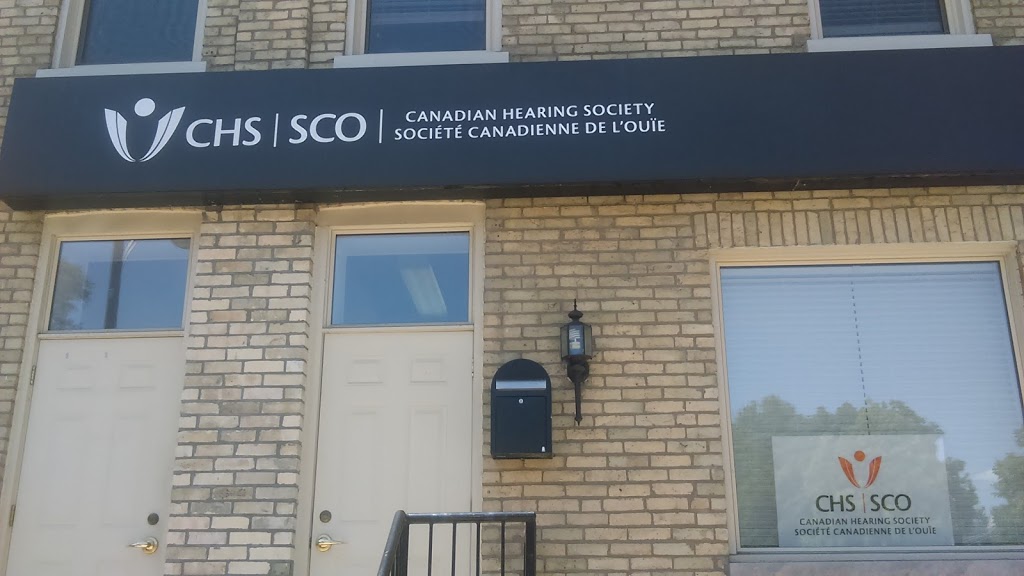 CHS | SCO | CANADIAN HEARING SOCIETY
SOCIÉTÉ CANADIENNE DE L'OUÏE
CHS | SCO
CANADIAN HEARING SOCIETY
SOCIÉTÉ CANADIENNE DE L'OUÏE